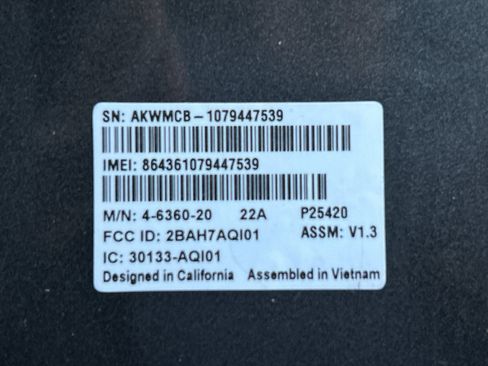 SN: AKWMCB-1079447539
IMEI: 864361079447539
M/N: 4-6360-20 22A P25420
FCC ID: 2BAH7AQI01 ASSM: V1.3
IC: 30133-AQI01
Designed in California Assembled in Vietnam